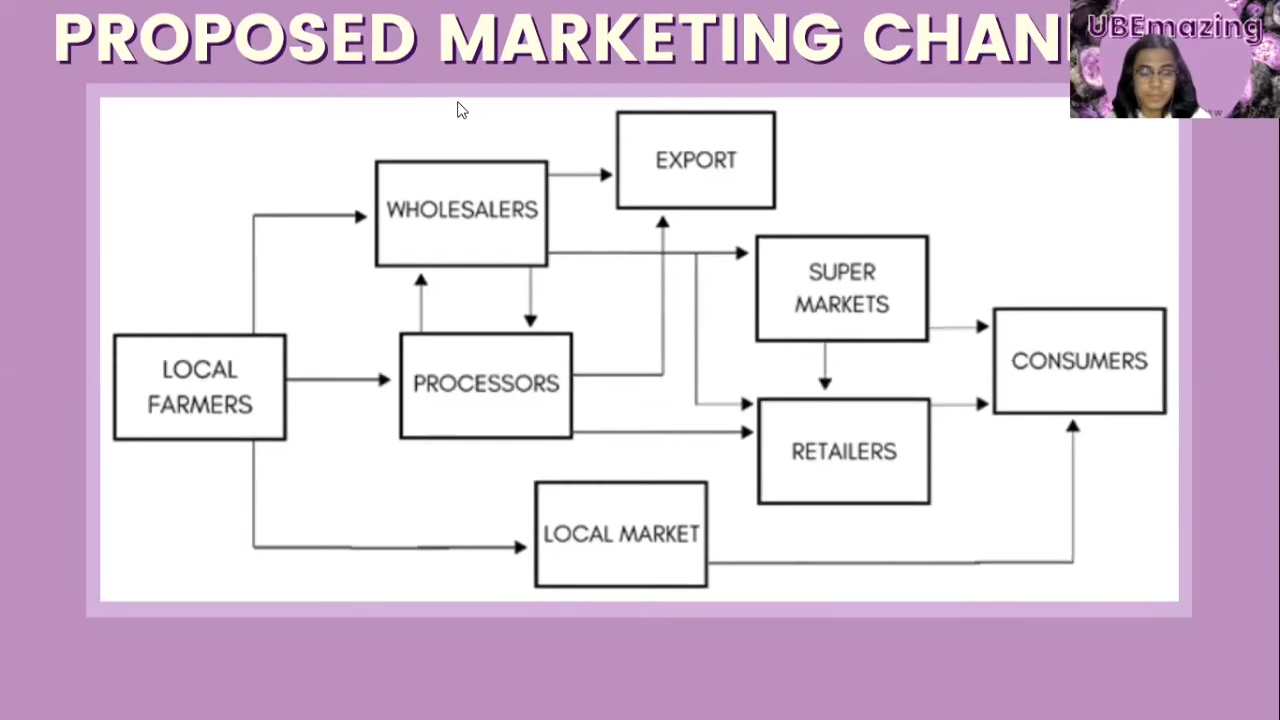 PROPOSED MARKETING CHAN
UBEmazing
EXPORT
WHOLESALERS
SUPER
MARKETS
CONSUMERS
LOCAL
FARMERS
PROCESSORS
RETAILERS
LOCAL MARKET